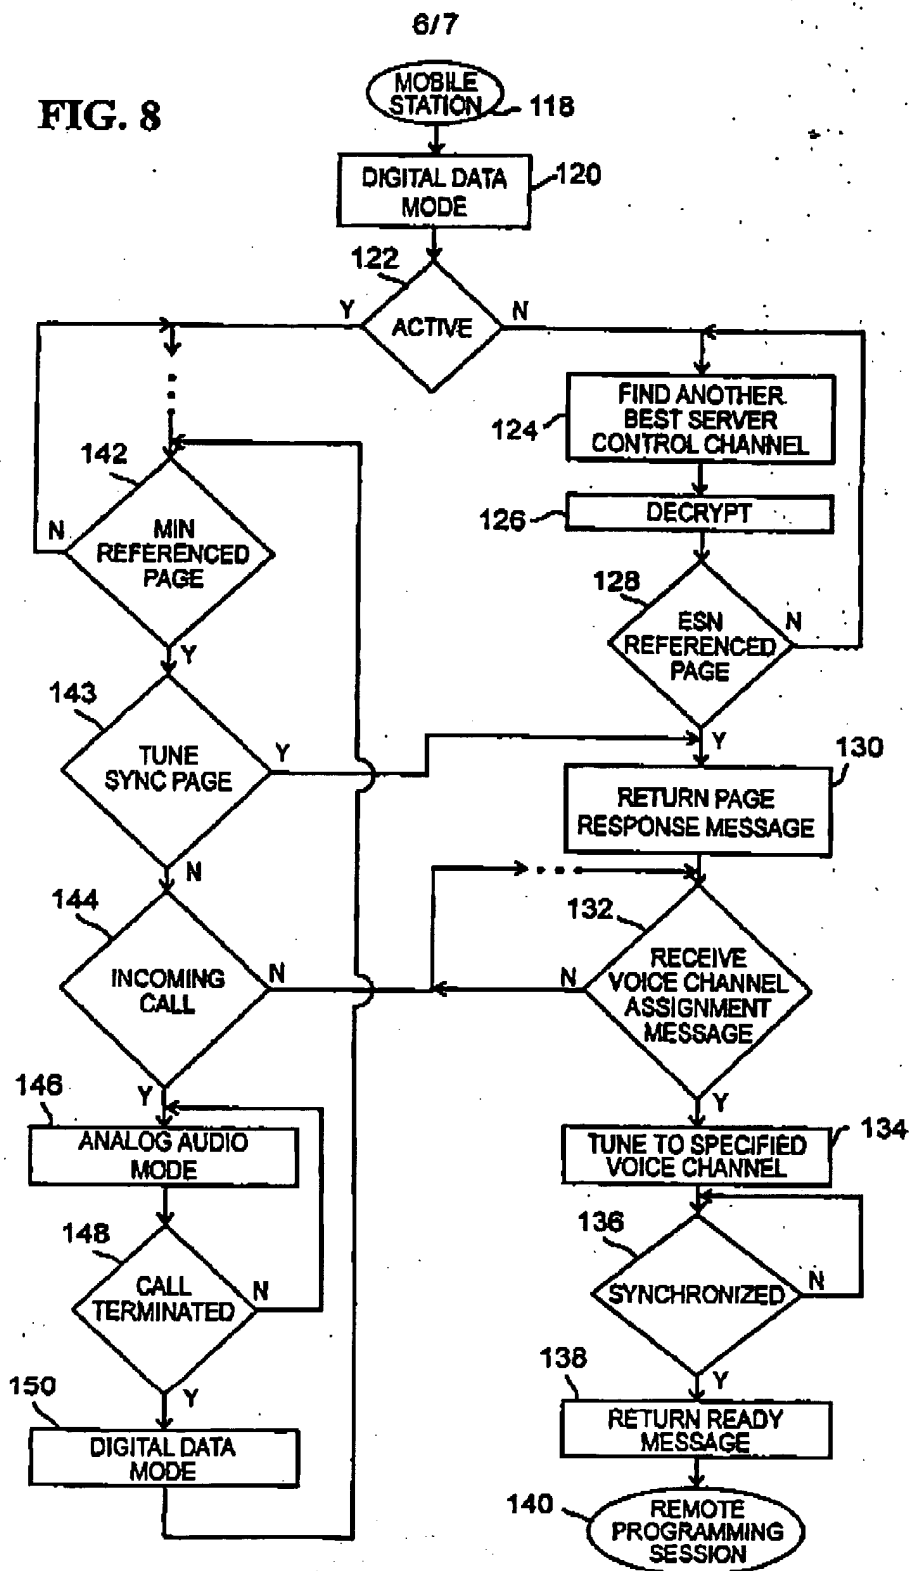 6/7
FIG. 8
MOBILE
STATION
118
DIGITAL DATA
MODE
120
122
Y
ACTIVE
N
FIND ANOTHER
BEST SERVER
CONTROL CHANNEL
124
142
N
MIN
REFERENCED
PAGE
Y
126
DECRYPT
128
ESN
REFERENCED
PAGE
N
Y
143
TUNE
SYNC PAGE
Y
N
130
RETURN PAGE
RESPONSE MESSAGE
144
INCOMING
CALL
N
Y
132
RECEIVE
VOICE CHANNEL
ASSIGNMENT
MESSAGE
N
Y
146
ANALOG AUDIO
MODE
134
TUNE TO SPECIFIED
VOICE CHANNEL
148
CALL
TERMINATED
N
Y
136
SYNCHRONIZED
N
Y
150
DIGITAL DATA
MODE
138
RETURN READY
MESSAGE
140
REMOTE
PROGRAMMING
SESSION